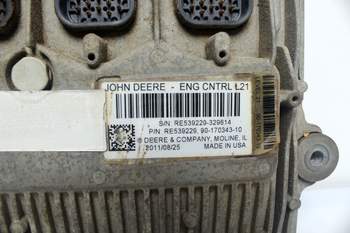 JOHN DEERE - ENG CNTRL L21
S/N: RE539229-329614
P/N: RE539229, 90-170343-10
® DEERE & COMPANY, MOLINE, IL
2011/08/25 MADE IN USA